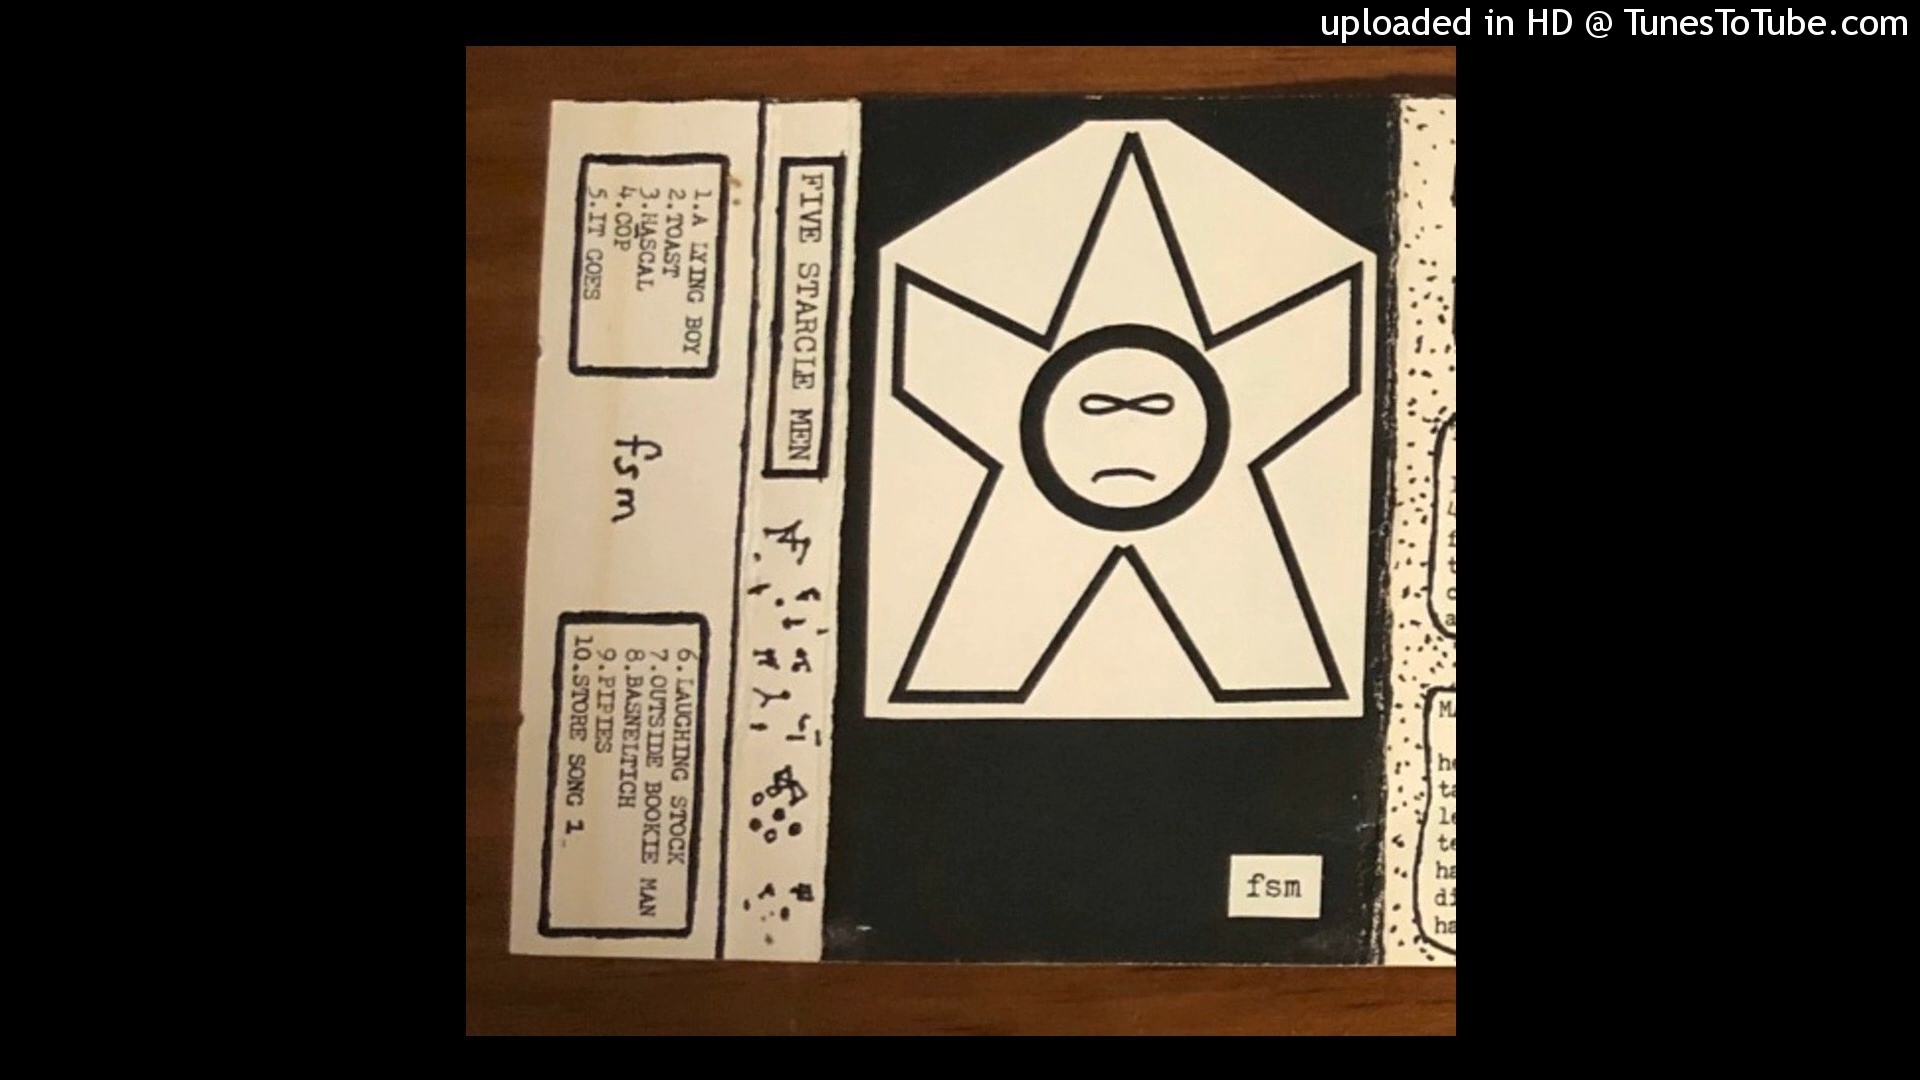 uploaded in HD @ TunesToTube.com
1.A LYING BOY
2.TOAST
3.MASCAL
4.COP
5.IT GOES
fsm
6.LAUGHING STOCK
7.OUTSIDE BOOKIE MAN
8.BASNELTICH
9.PIPIES
10.STORE SONG 1
FIVE STARCLE MEN
fsm